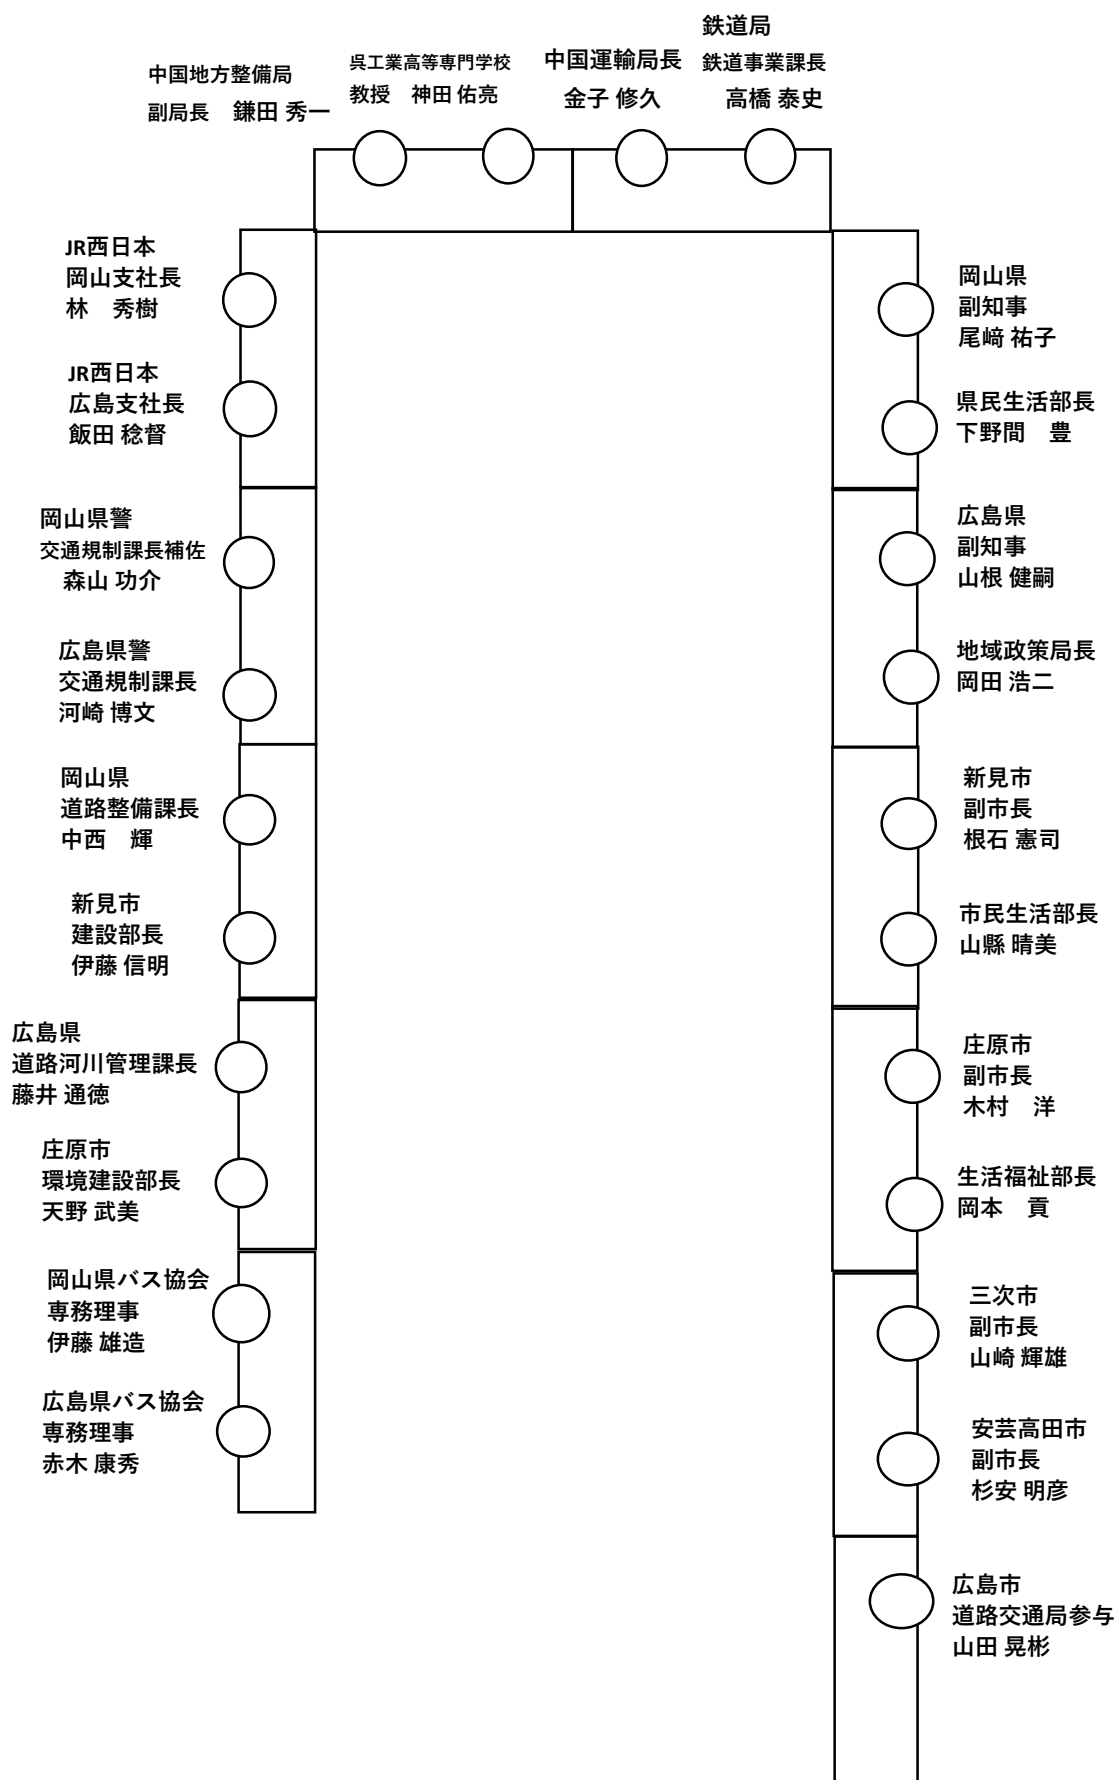 中国地方整備局
副局長　鎌田 秀一
呉工業高等専門学校
教授　神田 佑亮
中国運輸局長
金子 修久
鉄道局
鉄道事業課長
高橋 泰史
JR西日本
岡山支社長
林　秀樹
JR西日本
広島支社長
飯田 稔督
岡山県警
交通規制課長補佐
森山 功介
広島県警
交通規制課長
河崎 博文
岡山県
道路整備課長
中西　輝
新見市
建設部長
伊藤 信明
広島県
道路河川管理課長
藤井 通徳
庄原市
環境建設部長
天野 武美
岡山県バス協会
専務理事
伊藤 雄造
広島県バス協会
専務理事
赤木 康秀
岡山県
副知事
尾﨑 祐子
県民生活部長
下野間　豊
広島県
副知事
山根 健嗣
地域政策局長
岡田 浩二
新見市
副市長
根石 憲司
市民生活部長
山縣 晴美
庄原市
副市長
木村　洋
生活福祉部長
岡本　貢
三次市
副市長
山崎 輝雄
安芸高田市
副市長
杉安 明彦
広島市
道路交通局参与
山田 晃彬